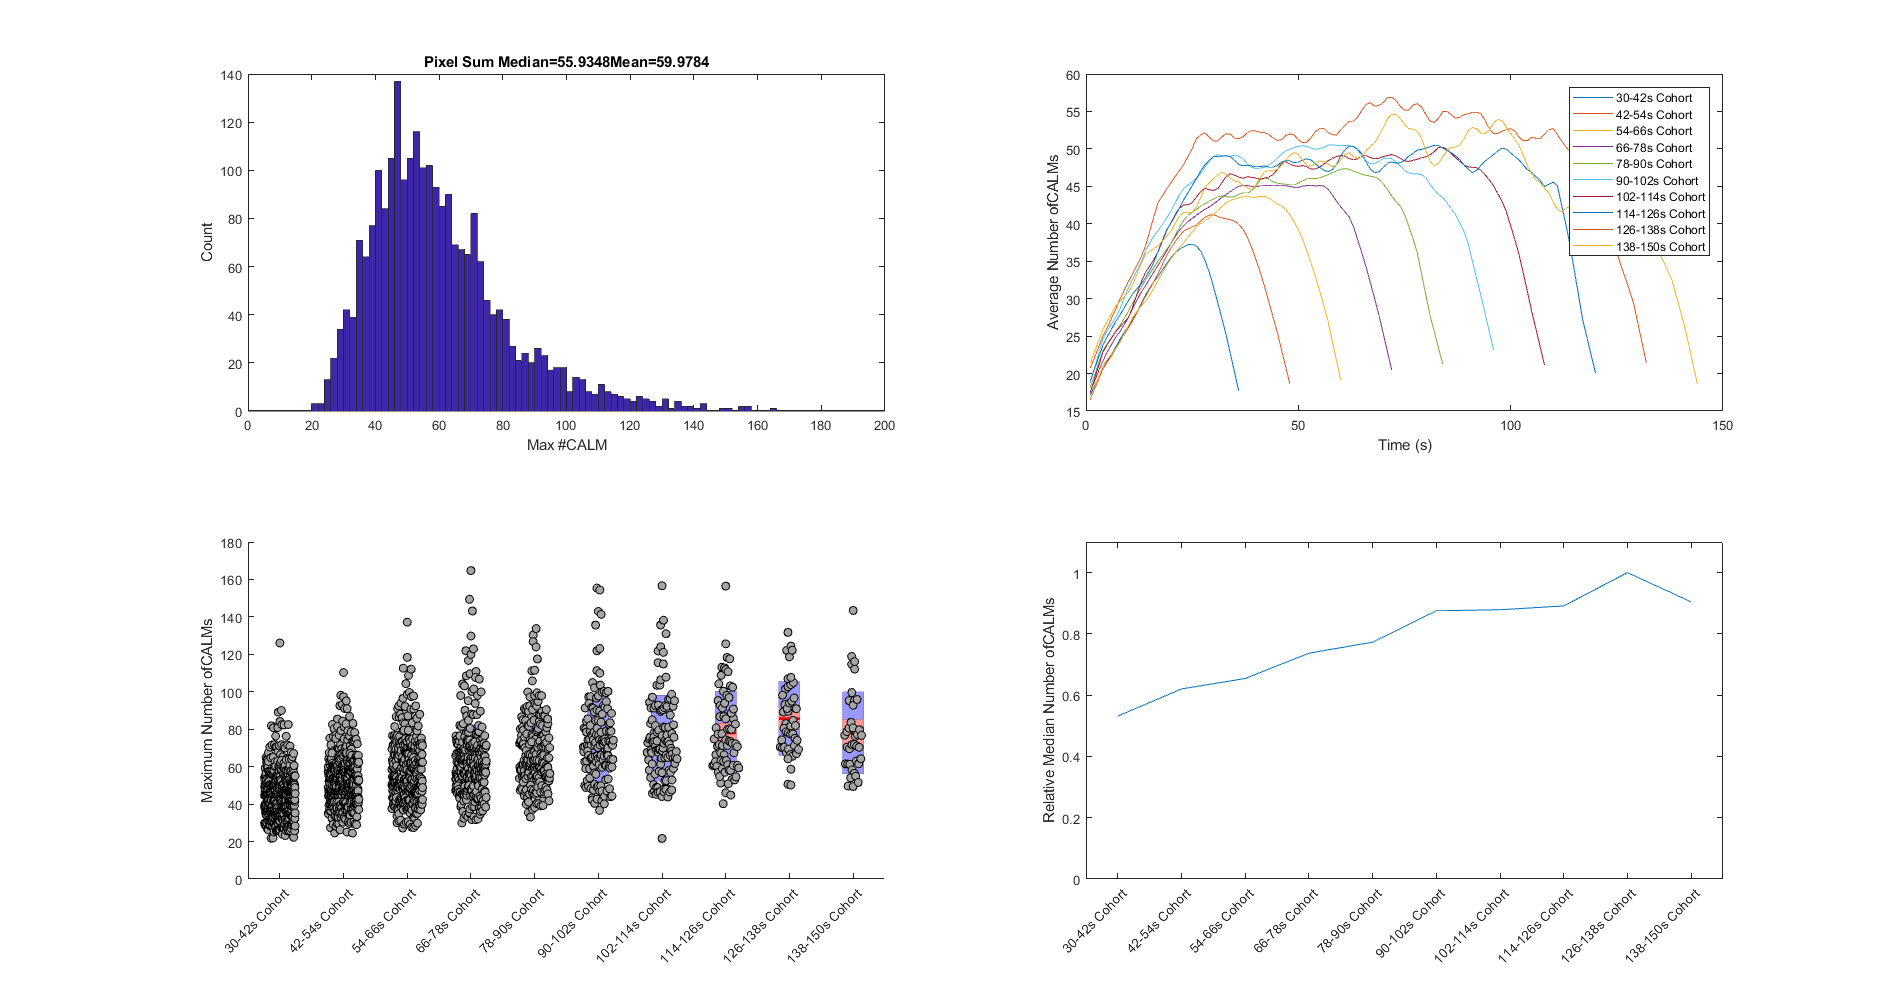 Pixel Sum Median=55.9348Mean=59.9784
140
120
100
80
60
40
20
0
Count
0 20 40 60 80 100 120 140 160 180 200
Max #CALM
60
55
50
45
40
35
30
25
20
15
Average Number ofCALMs
30-42s Cohort
42-54s Cohort
54-66s Cohort
66-78s Cohort
78-90s Cohort
90-102s Cohort
102-114s Cohort
114-126s Cohort
126-138s Cohort
138-150s Cohort
0 50 100 150
Time (s)
180
160
140
120
100
80
60
40
20
0
Maximum Number ofCALMs
30-42s Cohort
42-54s Cohort
54-66s Cohort
66-78s Cohort
78-90s Cohort
90-102s Cohort
102-114s Cohort
114-126s Cohort
126-138s Cohort
138-150s Cohort
1
0.8
0.6
0.4
0.2
0
Relative Median Number ofCALMs
30-42s Cohort
42-54s Cohort
54-66s Cohort
66-78s Cohort
78-90s Cohort
90-102s Cohort
102-114s Cohort
114-126s Cohort
126-138s Cohort
138-150s Cohort